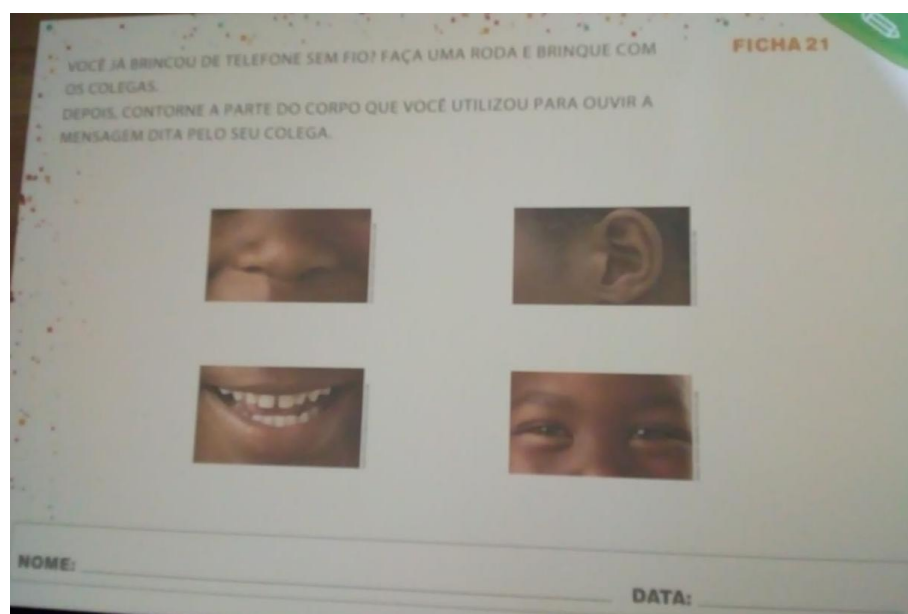 VOCÊ JÁ BRINCOU DE TELEFONE SEM FIO? FAÇA UMA RODA E BRINQUE COM
OS COLEGAS.
DEPOIS, CONTORNE A PARTE DO CORPO QUE VOCÊ UTILIZOU PARA OUVIR A
MENSAGEM DITA PELO SEU COLEGA.
FICHA 21
NOME:
DATA: